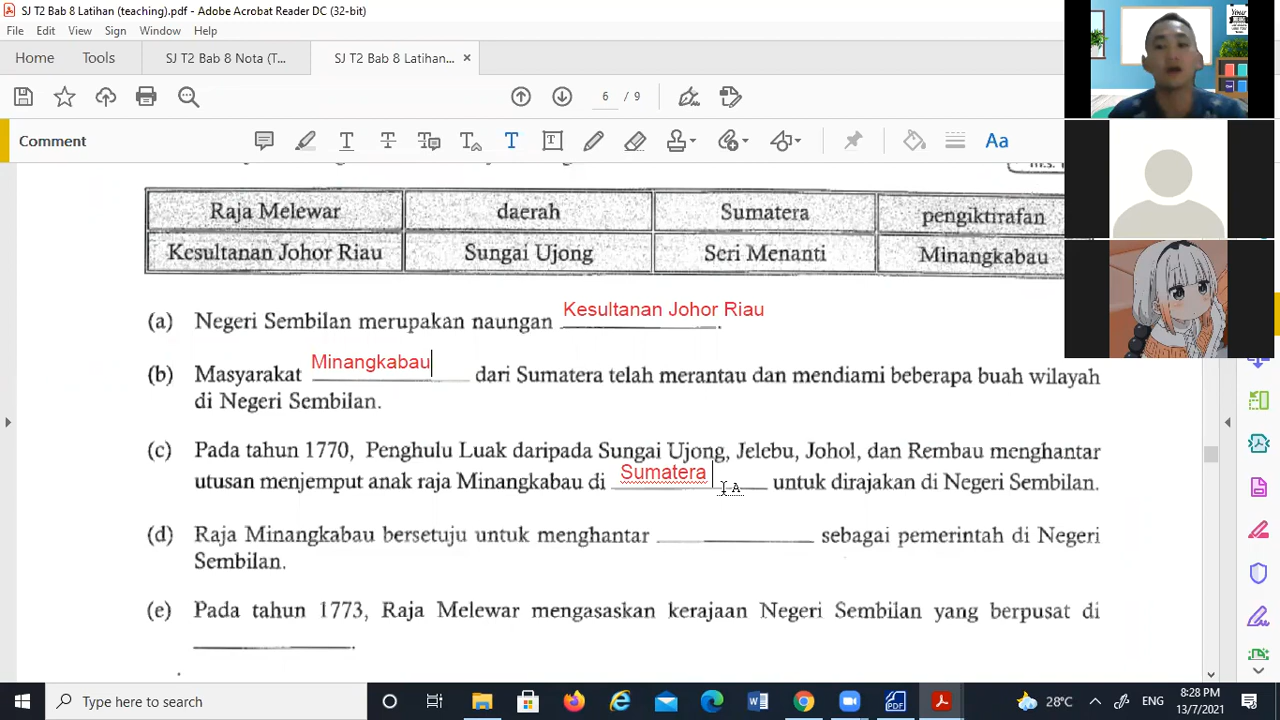 SJ T2 Bab 8 Latihan (teaching).pdf - Adobe Acrobat Reader DC (32-bit)
File Edit View Sign Window Help
Home Tools SJ T2 Bab 8 Nota (T... SJ T2 Bab 8 Latihan... ×
6 / 9
Comment
Raja Melewar daerah Sumatera pengiktirafan
Kesultanan Johor Riau Sungai Ujong Seri Menanti Minangkabau
(a) Negeri Sembilan merupakan naungan Kesultanan Johor Riau.
(b) Masyarakat Minangkabau dari Sumatera telah merantau dan mendiami beberapa buah wilayah
di Negeri Sembilan.
(c) Pada tahun 1770, Penghulu Luak daripada Sungai Ujong, Jelebu, Johol, dan Rembau menghantar
utusan menjemput anak raja Minangkabau di Sumatera untuk dirajakan di Negeri Sembilan.
(d) Raja Minangkabau bersetuju untuk menghantar ____________ sebagai pemerintah di Negeri
Sembilan.
(e) Pada tahun 1773, Raja Melewar mengasaskan kerajaan Negeri Sembilan yang berpusat di
____________.
Type here to search
28°C ENG
8:28 PM
13/7/2021